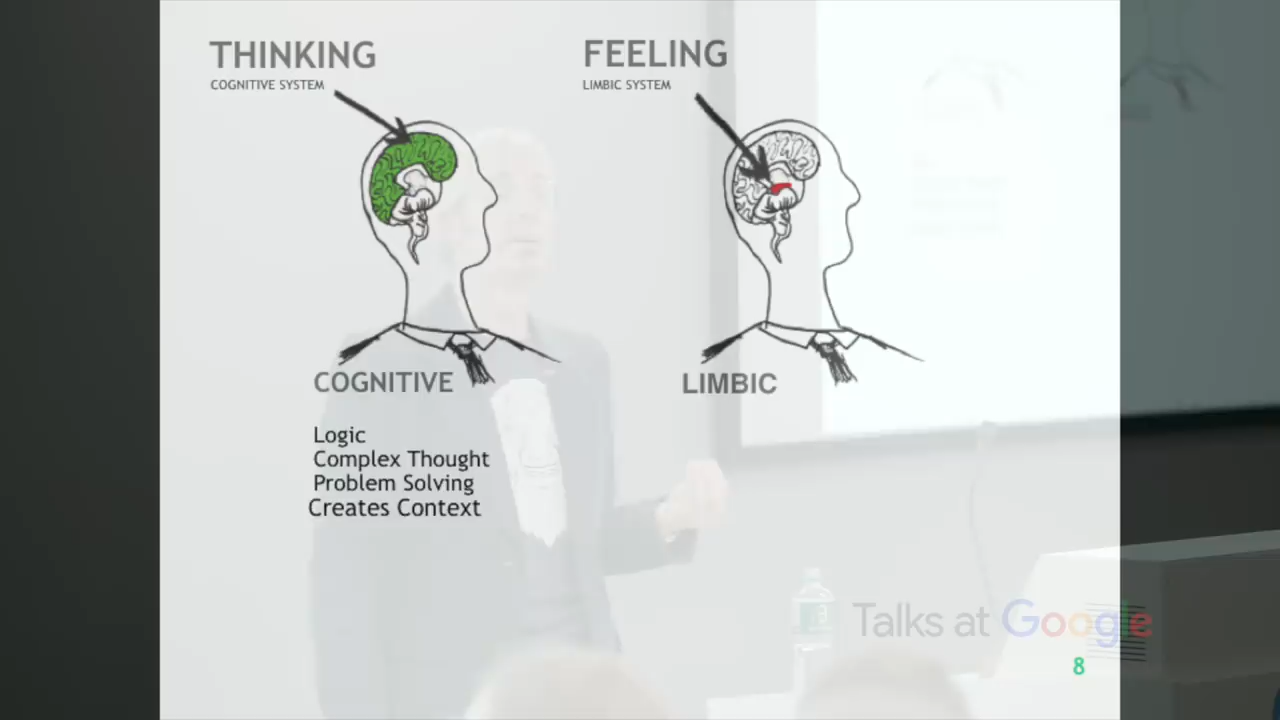 THINKING
COGNITIVE SYSTEM
FEELING
LIMBIC SYSTEM
COGNITIVE
Logic
Complex Thought
Problem Solving
Creates Context
LIMBIC
Talks at Google
8